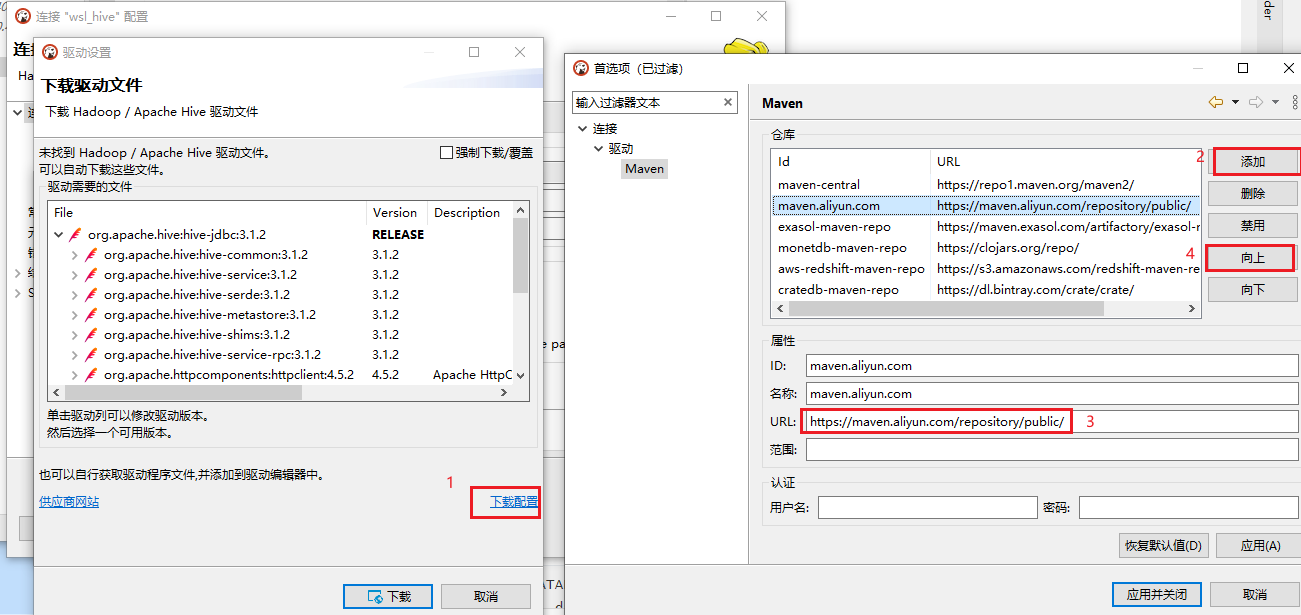 der
连接 "wsl_hive" 配置
连接
Ha
驱动设置
下载驱动文件
下载 Hadoop / Apache Hive 驱动文件
未找到 Hadoop / Apache Hive 驱动文件。
强制下载/覆盖
可以自动下载这些文件。
驱动需要的文件
File Version Description
org.apache.hive:hive-jdbc:3.1.2 RELEASE
org.apache.hive:hive-common:3.1.2 3.1.2
org.apache.hive:hive-service:3.1.2 3.1.2
org.apache.hive:hive-serde:3.1.2 3.1.2
org.apache.hive:hive-metastore:3.1.2 3.1.2
org.apache.hive:hive-shims:3.1.2 3.1.2
org.apache.hive:hive-service-rpc:3.1.2 3.1.2
org.apache.httpcomponents:httpclient:4.5.2 4.5.2 Apache HttpC
单击驱动列可以修改驱动版本。
然后选择一个可用版本。
也可以自行获取驱动程序文件,并添加到驱动编辑器中。
1
供应商网站 下载配置
下载 取消
e pa
ATA
首选项（已过滤）
输入过滤器文本
连接
驱动
Maven
Maven
仓库
Id URL
maven-central https://repo1.maven.org/maven2/
maven.aliyun.com https://maven.aliyun.com/repository/public/
exasol-maven-repo https://maven.exasol.com/artifactory/exasol-r
monetdb-maven-repo https://clojars.org/repo/
aws-redshift-maven-repo https://s3.amazonaws.com/redshift-maven-re
cratedb-maven-repo https://dl.bintray.com/crate/crate/
2 添加
删除
禁用
4 向上
向下
属性
ID: maven.aliyun.com
名称: maven.aliyun.com
URL: https://maven.aliyun.com/repository/public/ 3
范围:
认证
用户名: 密码:
恢复默认值(D) 应用(A)
应用并关闭 取消